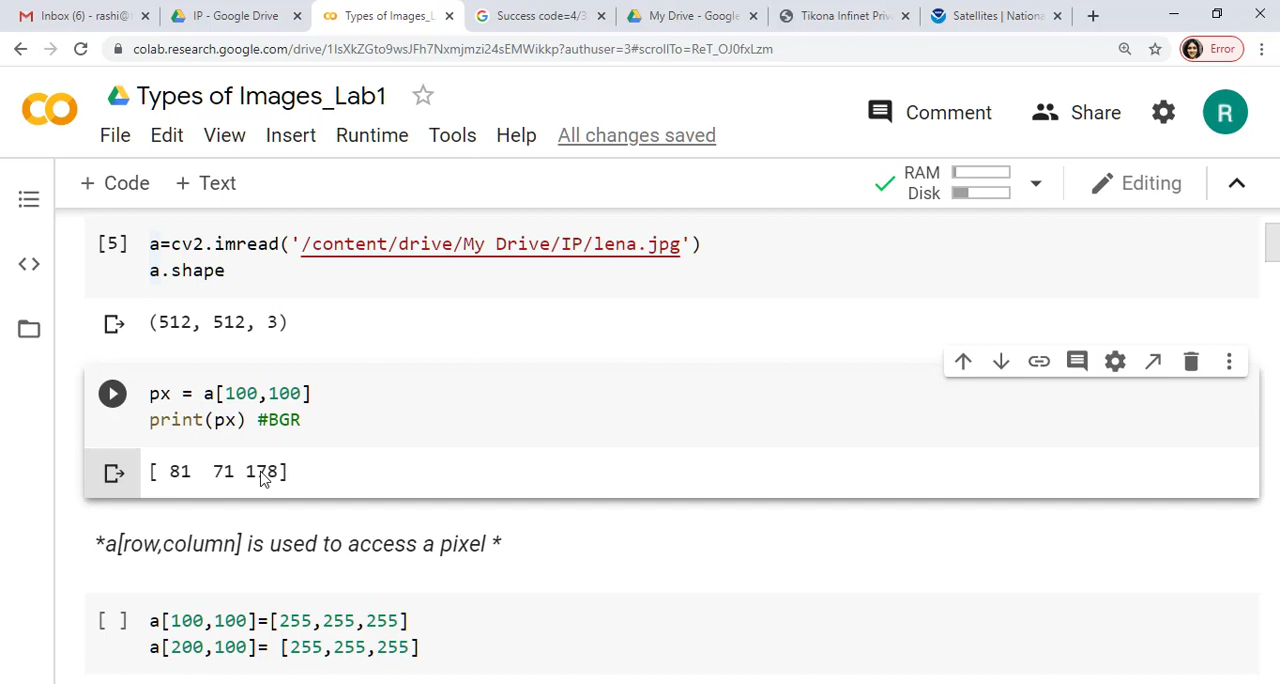 Inbox (6) - rashi@t
IP - Google Drive
Types of Images_L
Success code=4/3
My Drive - Google
Tikona Infinet Priv
Satellites | Nationa
colab.research.google.com/drive/1IsXkZGto9wsJFh7Nxmjmzi24sEMWikkp?authuser=3#scrollTo=ReT_OJ0fxLzm
Error
Types of Images_Lab1
Comment
Share
R
File Edit View Insert Runtime Tools Help All changes saved
+ Code + Text
RAM
Disk
Editing
[5] a=cv2.imread('/content/drive/My Drive/IP/lena.jpg')
a.shape
(512, 512, 3)
px = a[100,100]
print(px) #BGR
[ 81 71 178]
*a[row,column] is used to access a pixel *
[ ] a[100,100]=[255,255,255]
a[200,100]= [255,255,255]